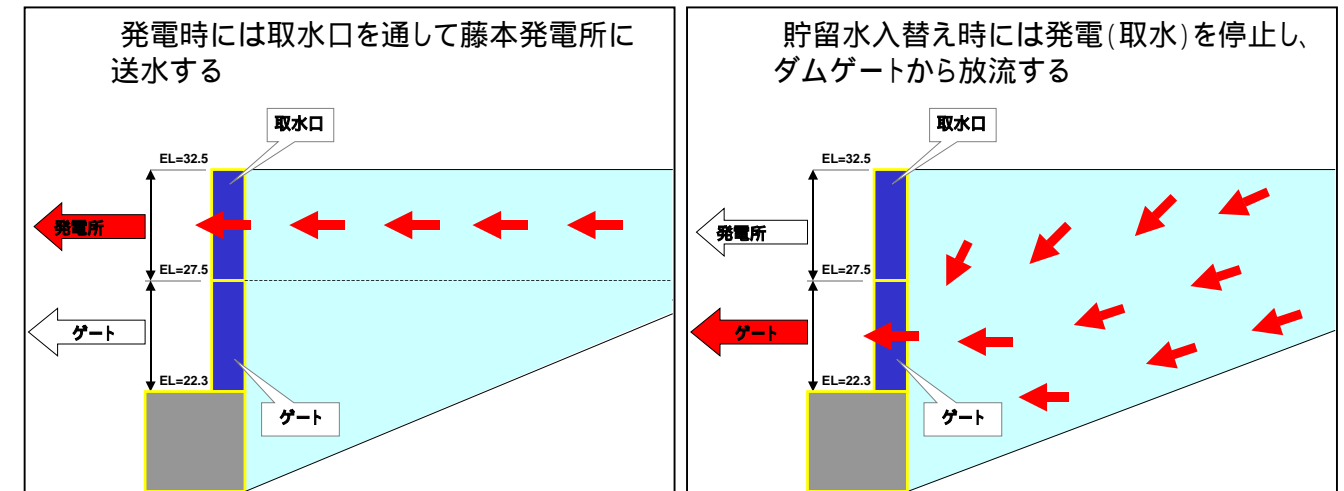 発電時には取水口を通して藤本発電所に
送水する
取水口
EL=32.5
発電所
EL=27.5
ゲート
EL=22.3
ゲート
貯留水入替え時には発電(取水)を停止し、
ダムゲートから放流する
取水口
EL=32.5
発電所
EL=27.5
ゲート
EL=22.3
ゲート